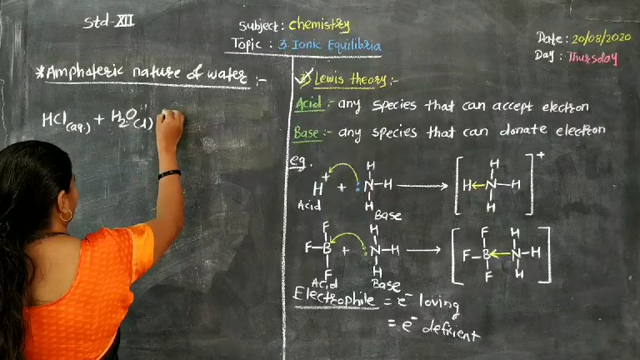 Std-XII
Subject: chemistry
Topic : 3. Ionic Equilibria
Date: 20/08/2020
Day: Thursday
*Amphoteric nature of water :-
HCl(aq.) + H2O(l)
2) Lewis theory:-
Acid: any species that can accept electron
Base: any species that can donate electron
eg.
H+ + H–N–H → [H←N–H]+
H H
H H
Acid Base
F–B + N–H → [F–B←N–H]
F H F H
F H F H
Acid Base
Electrophile = e⁻ loving
= e⁻ deficient